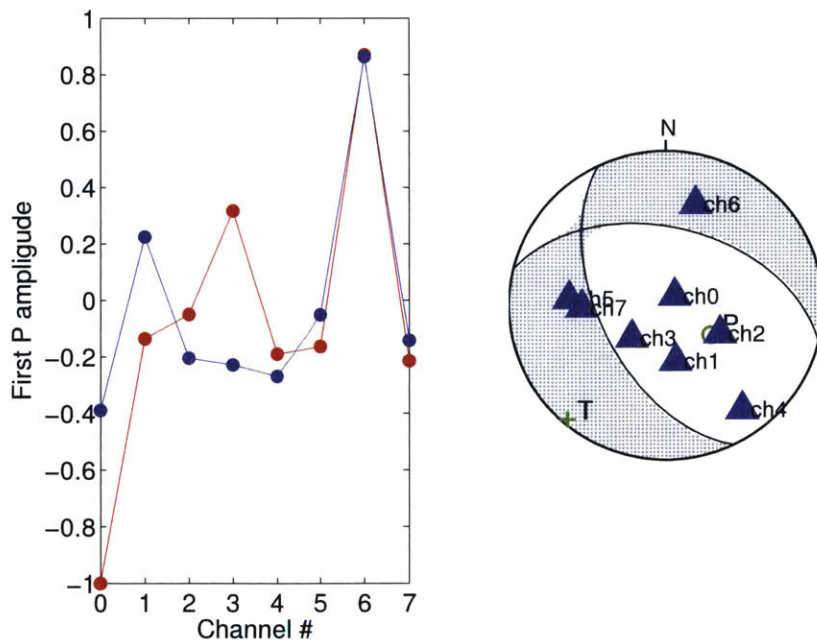 1
0.8
0.6
0.4
0.2
0
−0.2
−0.4
−0.6
−0.8
−1
0 1 2 3 4 5 6 7
First P ampligude
Channel #
N
ch6
ch0
h5
ch7
P
ch2
ch3
ch1
ch4
T